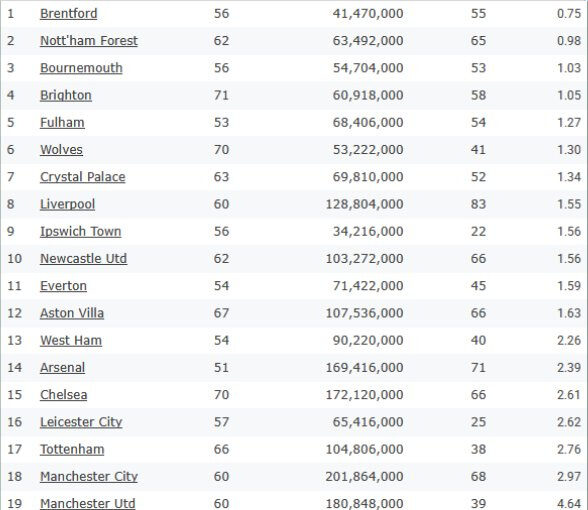 1 Brentford 56 41,470,000 55 0.75
2 Nott'ham Forest 62 63,492,000 65 0.98
3 Bournemouth 56 54,704,000 53 1.03
4 Brighton 71 60,918,000 58 1.05
5 Fulham 53 68,406,000 54 1.27
6 Wolves 70 53,222,000 41 1.30
7 Crystal Palace 63 69,810,000 52 1.34
8 Liverpool 60 128,804,000 83 1.55
9 Ipswich Town 56 34,216,000 22 1.56
10 Newcastle Utd 62 103,272,000 66 1.56
11 Everton 54 71,422,000 45 1.59
12 Aston Villa 67 107,536,000 66 1.63
13 West Ham 54 90,220,000 40 2.26
14 Arsenal 51 169,416,000 71 2.39
15 Chelsea 70 172,120,000 66 2.61
16 Leicester City 57 65,416,000 25 2.62
17 Tottenham 66 104,806,000 38 2.76
18 Manchester City 60 201,864,000 68 2.97
19 Manchester Utd 60 180,848,000 39 4.64